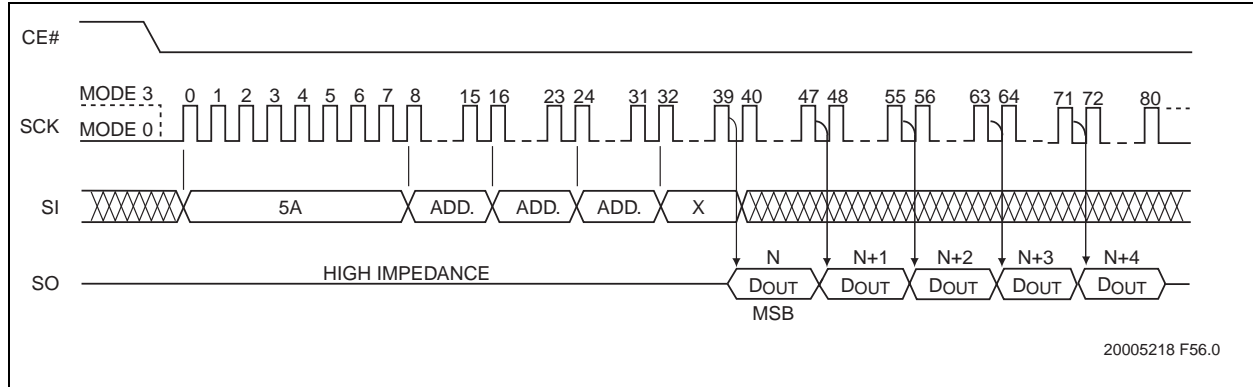 CE#
MODE 3
0 1 2 3 4 5 6 7 8 15 16 23 24 31 32 39 40 47 48 55 56 63 64 71 72 80
SCK
MODE 0
SI
5A ADD. ADD. ADD. X
HIGH IMPEDANCE
N N+1 N+2 N+3 N+4
SO
DOUT DOUT DOUT DOUT DOUT
MSB
20005218 F56.0